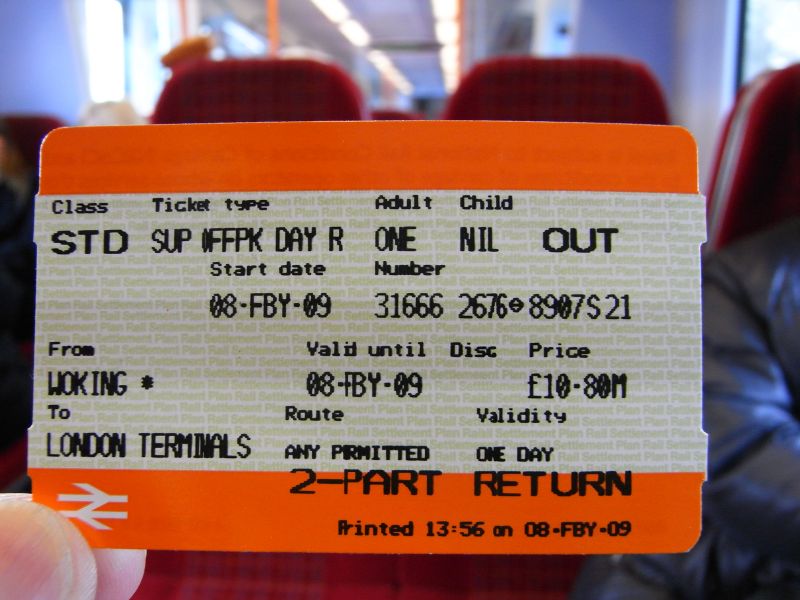 Class Ticket type Adult Child
STD SUP OFFPK DAY R ONE NIL OUT
Start date Number
08·FBY·09 31666 2676⇔8907S21
From Valid until Disc Price
WOKING * 08·FBY·09 £10·80M
To Route Validity
LONDON TERMINALS ANY PRMITTED ONE DAY
2-PART RETURN
Printed 13:56 on 08·FBY·09